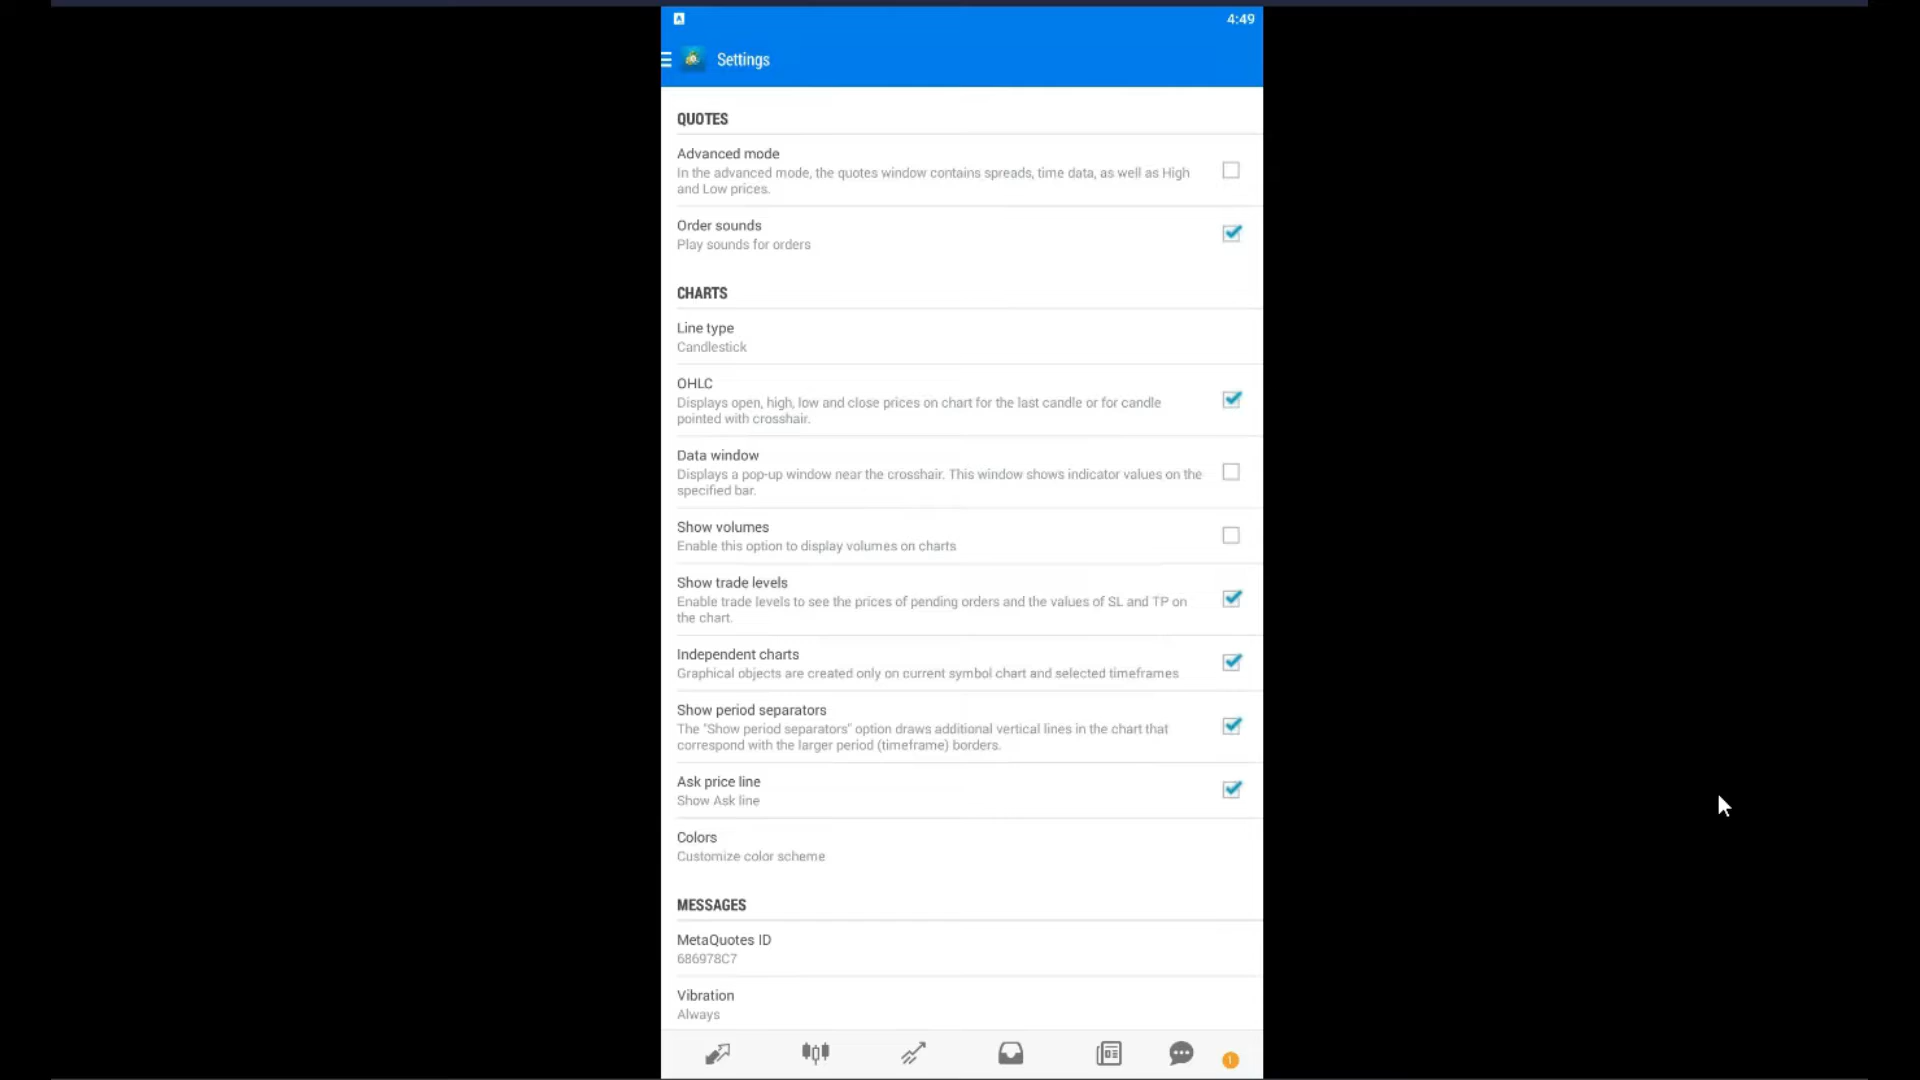 4:49
Settings
QUOTES
Advanced mode
In the advanced mode, the quotes window contains spreads, time data, as well as High
and Low prices.
Order sounds
Play sounds for orders
CHARTS
Line type
Candlestick
OHLC
Displays open, high, low and close prices on chart for the last candle or for candle
pointed with crosshair.
Data window
Displays a pop-up window near the crosshair. This window shows indicator values on the
specified bar.
Show volumes
Enable this option to display volumes on charts
Show trade levels
Enable trade levels to see the prices of pending orders and the values of SL and TP on
the chart.
Independent charts
Graphical objects are created only on current symbol chart and selected timeframes
Show period separators
The "Show period separators" option draws additional vertical lines in the chart that
correspond with the larger period (timeframe) borders.
Ask price line
Show Ask line
Colors
Customize color scheme
MESSAGES
MetaQuotes ID
686978C7
Vibration
Always